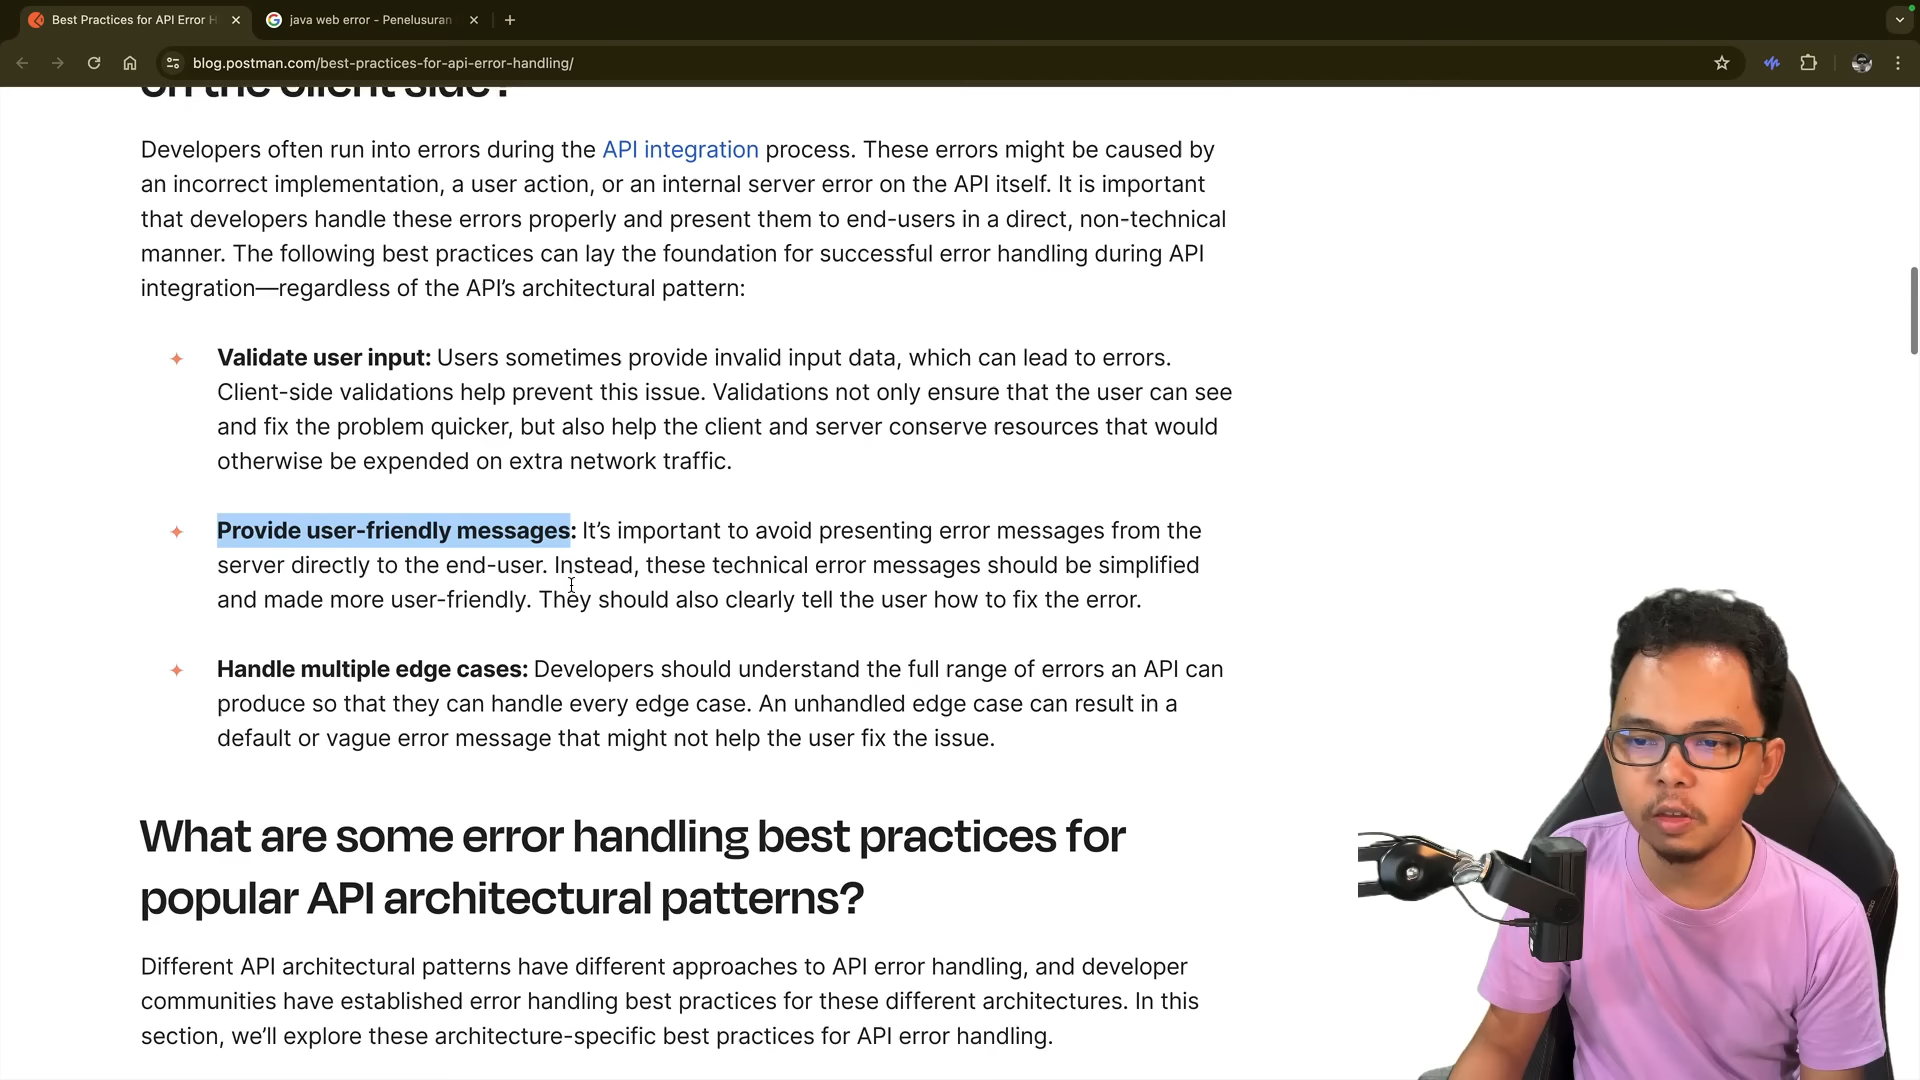 Best Practices for API Error H
java web error - Penelusuran
blog.postman.com/best-practices-for-api-error-handling/
on the client side?
Developers often run into errors during the API integration process. These errors might be caused by
an incorrect implementation, a user action, or an internal server error on the API itself. It is important
that developers handle these errors properly and present them to end-users in a direct, non-technical
manner. The following best practices can lay the foundation for successful error handling during API
integration—regardless of the API’s architectural pattern:
Validate user input: Users sometimes provide invalid input data, which can lead to errors.
Client-side validations help prevent this issue. Validations not only ensure that the user can see
and fix the problem quicker, but also help the client and server conserve resources that would
otherwise be expended on extra network traffic.
Provide user-friendly messages: It’s important to avoid presenting error messages from the
server directly to the end-user. Instead, these technical error messages should be simplified
and made more user-friendly. They should also clearly tell the user how to fix the error.
Handle multiple edge cases: Developers should understand the full range of errors an API can
produce so that they can handle every edge case. An unhandled edge case can result in a
default or vague error message that might not help the user fix the issue.
What are some error handling best practices for
popular API architectural patterns?
Different API architectural patterns have different approaches to API error handling, and developer
communities have established error handling best practices for these different architectures. In this
section, we’ll explore these architecture-specific best practices for API error handling.